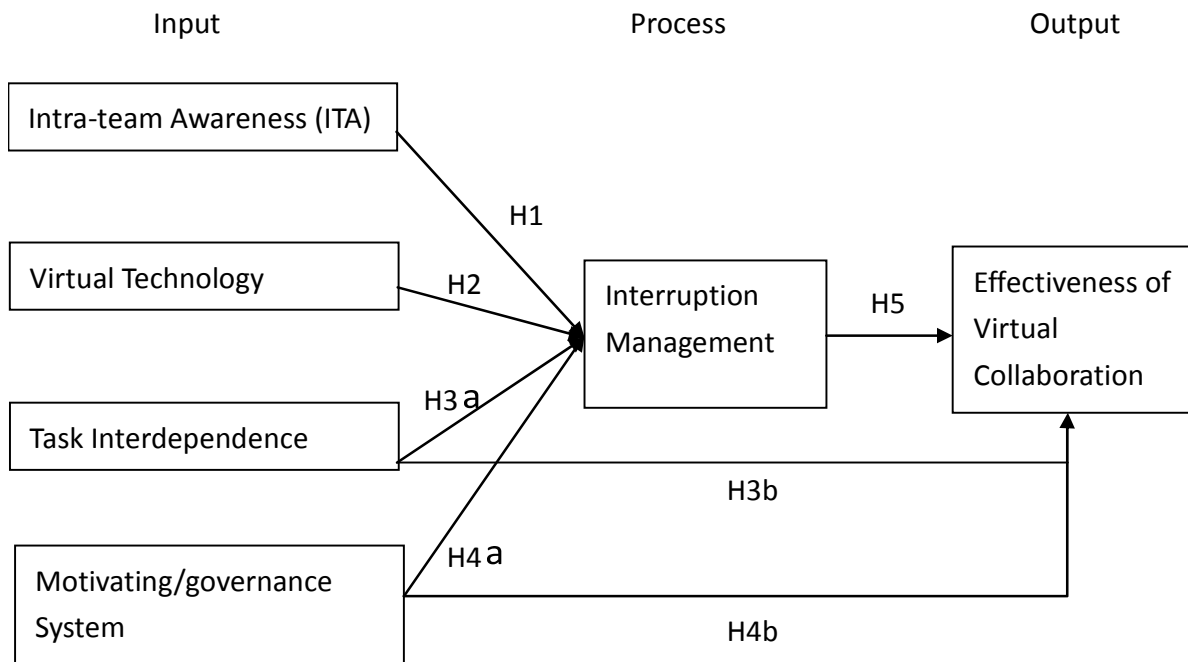 Input
Process
Output
Intra-team Awareness (ITA)
H1
Virtual Technology
H2
Interruption
Management
H5
Effectiveness of
Virtual
Collaboration
H3a
Task Interdependence
H3b
H4a
Motivating/governance
System
H4b